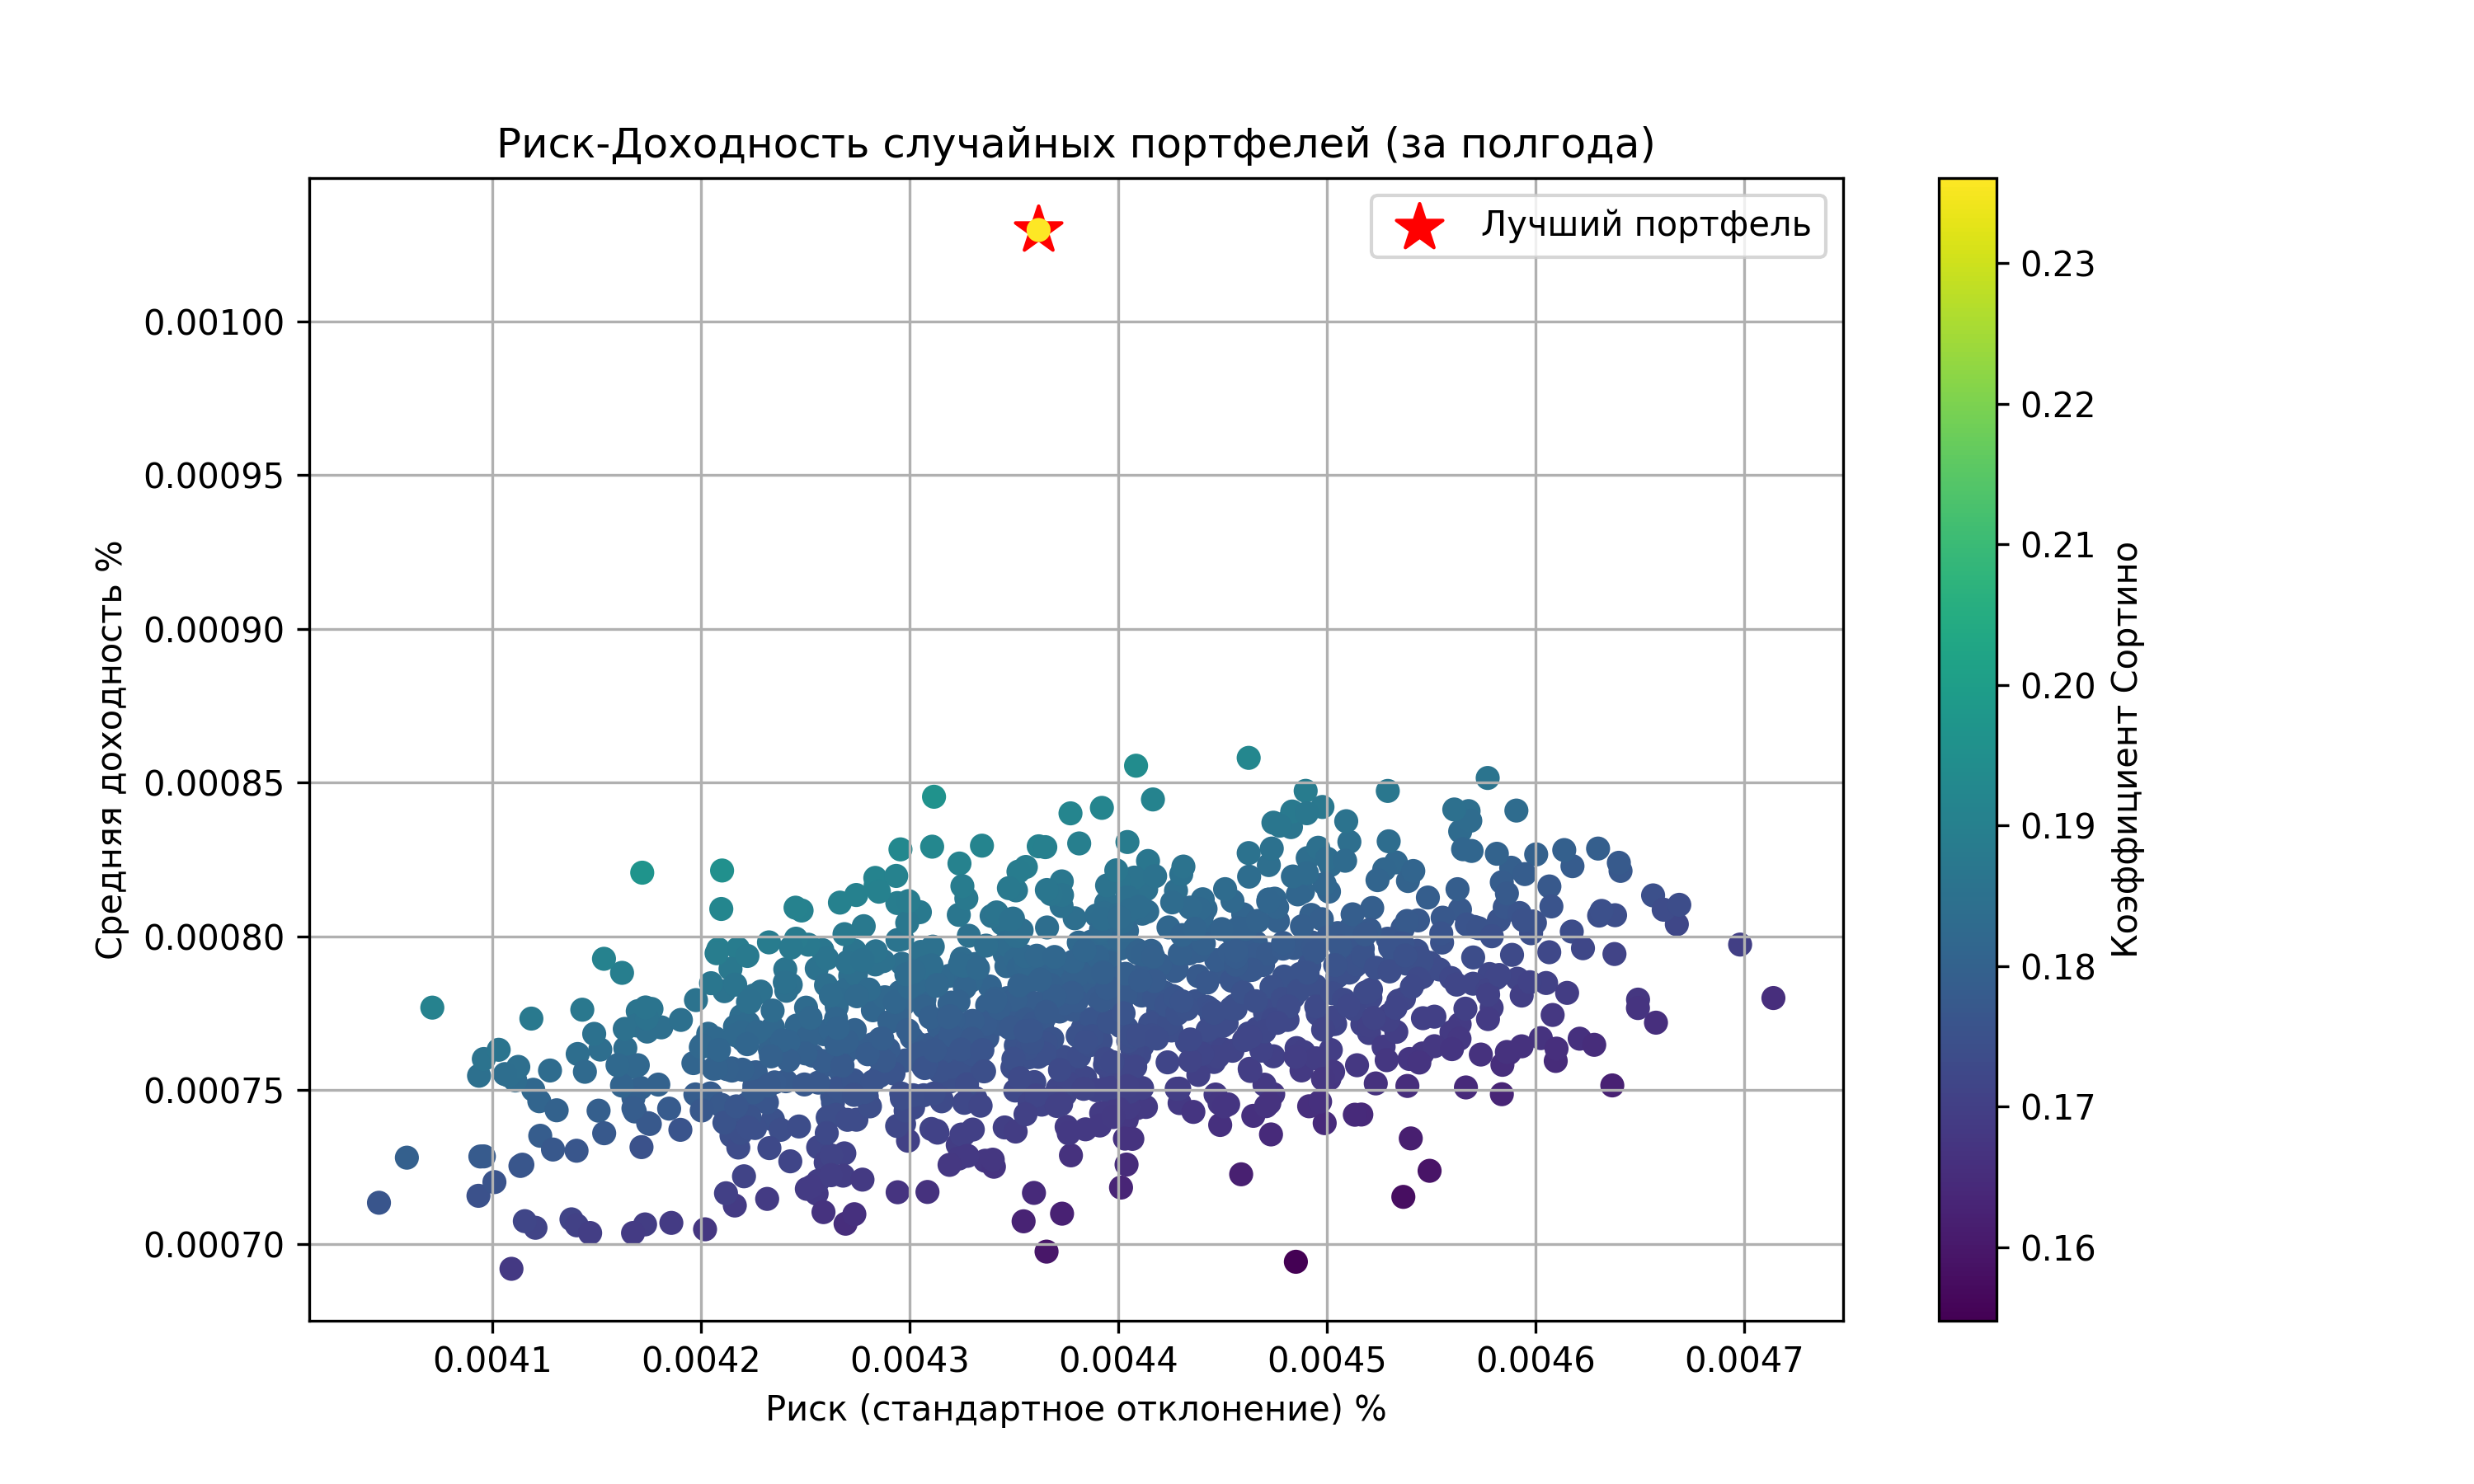 Риск-Доходность случайных портфелей (за полгода)
Лучший портфель
Средняя доходность %
0.00100
0.00095
0.00090
0.00085
0.00080
0.00075
0.00070
0.0041 0.0042 0.0043 0.0044 0.0045 0.0046 0.0047
Риск (стандартное отклонение) %
0.23
0.22
0.21
0.20
0.19
0.18
0.17
0.16
Коэффициент Сортино